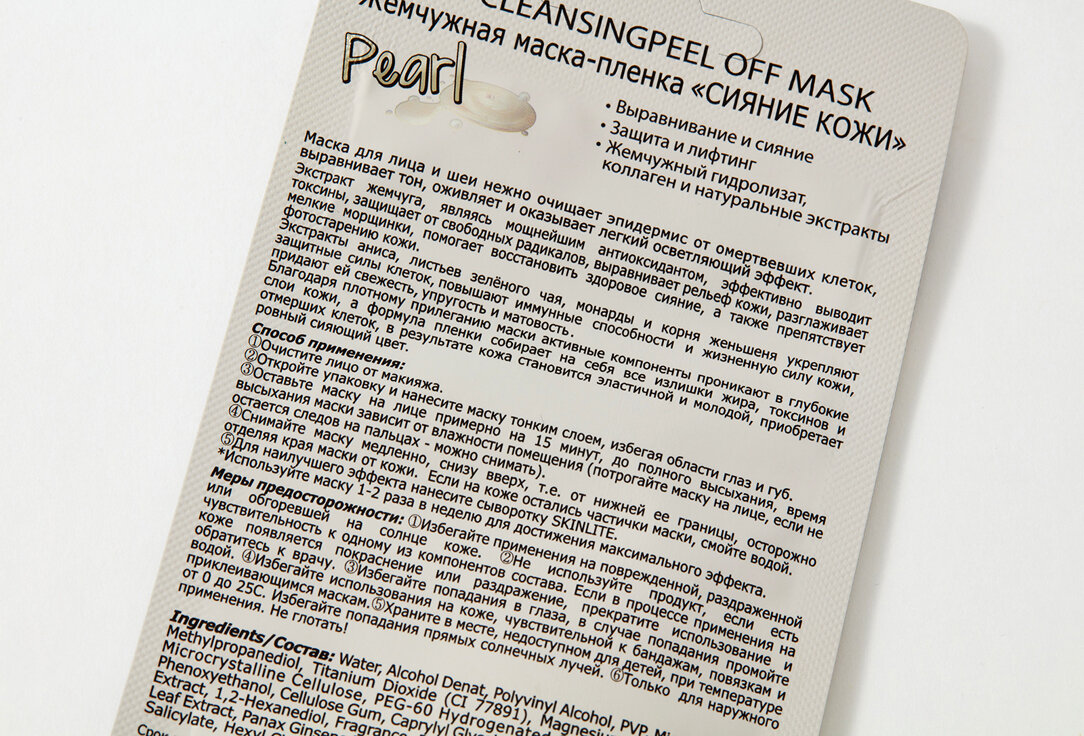 CLEANSINGPEEL OFF MASK
Жемчужная маска-пленка «СИЯНИЕ КОЖИ»
Pearl
• Выравнивание и сияние
• Защита и лифтинг
• Жемчужный гидролизат,
коллаген и натуральные экстракты
Маска для лица и шеи нежно очищает эпидермис от омертвевших клеток,
выравнивает тон, оживляет и оказывает легкий осветляющий эффект.
Экстракт жемчуга, являясь мощнейшим антиоксидантом, эффективно выводит
токсины, защищает от свободных радикалов, выравнивает рельеф кожи, разглаживает
мелкие морщинки, помогает восстановить здоровое сияние, а также препятствует
фотостарению кожи.
Экстракты аниса, листьев зелёного чая, монарды и корня женьшеня укрепляют
защитные силы клеток, повышают иммунные способности и жизненную силу кожи,
придают ей свежесть, упругость и матовость.
Благодаря плотному прилеганию маски активные компоненты проникают в глубокие
слои кожи, а формула пленки собирает на себя все излишки жира, токсинов и
отмерших клеток, в результате кожа становится эластичной и молодой, приобретает
ровный сияющий цвет.
Способ применения:
①Очистите лицо от макияжа.
②Откройте упаковку и нанесите маску тонким слоем, избегая области глаз и губ.
③Оставьте маску на лице примерно на 15 минут, до полного высыхания, время
высыхания маски зависит от влажности помещения (потрогайте маску на лице, если не
остается следов на пальцах - можно снимать).
④Снимайте маску медленно, снизу вверх, т.е. от нижней ее границы, осторожно
отделяя края маски от кожи. Если на коже остались частички маски, смойте водой.
⑤Для наилучшего эффекта нанесите сыворотку SKINLITE.
*Используйте маску 1-2 раза в неделю для достижения максимального эффекта.
Меры предосторожности: ①Избегайте применения на поврежденной, раздраженной
или обгоревшей на солнце коже. ②Не используйте продукт, если есть
чувствительность к одному из компонентов состава. Если в процессе применения на
коже появляется покраснение или раздражение, прекратите использование и
обратитесь к врачу. ③Избегайте попадания в глаза, в случае попадания промойте
водой. ④Избегайте использования на коже, чувствительной к бандажам, повязкам и
приклеивающимся маскам.⑤Храните в месте, недоступном для детей, при температуре
от 0 до 25С. Избегайте попадания прямых солнечных лучей. ⑥Только для наружного
применения. Не глотать!
Ingredients/Состав: Water, Alcohol Denat, Polyvinyl Alcohol, PVP,
Methylpropanediol, Titanium Dioxide (CI 77891), Magnesium
Microcrystalline Cellulose, PEG-60 Hydrogenated
Phenoxyethanol, Cellulose Gum, Caprylyl
Extract, 1,2-Hexanediol, Fragrance
Leaf Extract, Panax Ginseng
Salicylate, Hexyl
Срок